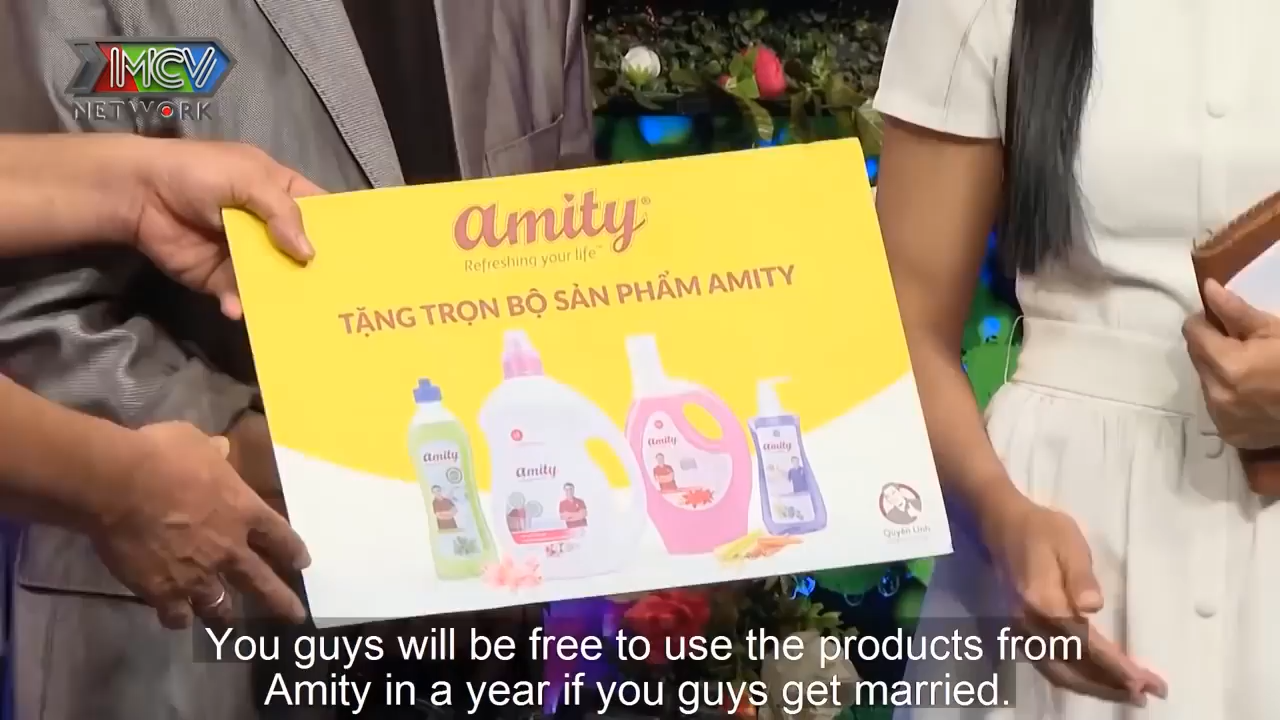 MCV
NETWORK
amity®
Refreshing your life™
TẶNG TRỌN BỘ SẢN PHẨM AMITY
amity
amity
amity
amity
Quyền Linh
You guys will be free to use the products from
Amity in a year if you guys get married.